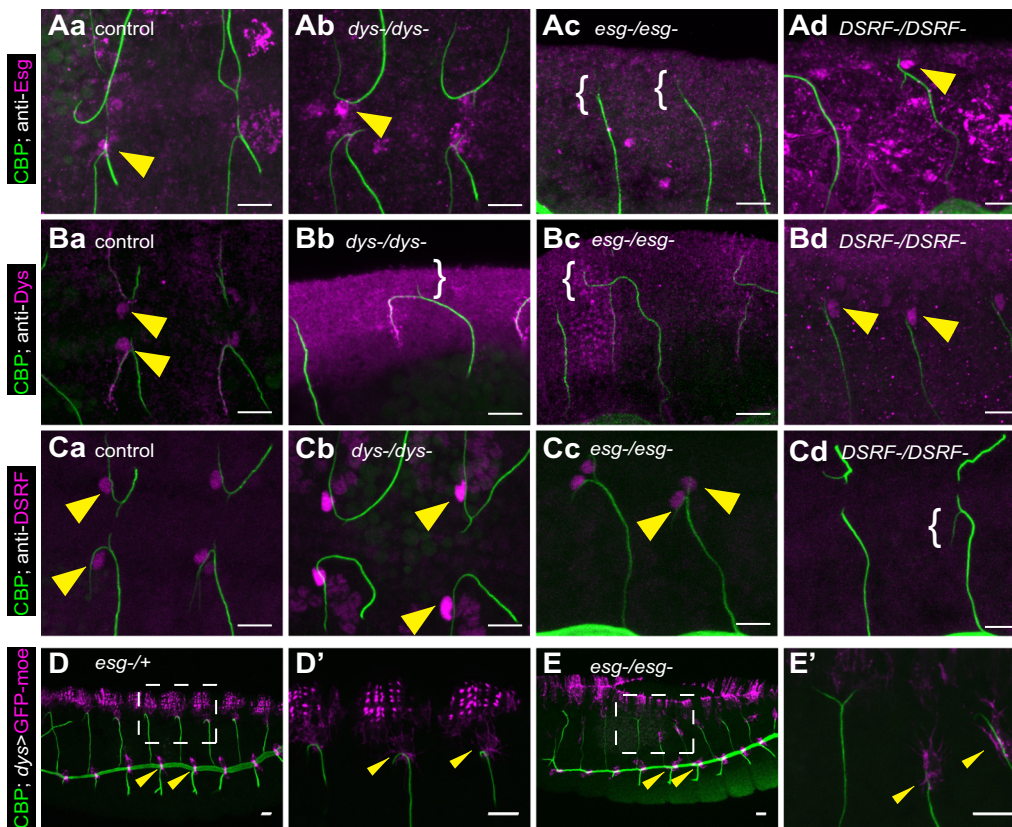 CBP; anti-Esg
Aa control
Ab dys-/dys-
Ac esg-/esg-
Ad DSRF-/DSRF-
{ {
CBP; anti-Dys
Ba control
Bb dys-/dys-
Bc esg-/esg-
Bd DSRF-/DSRF-
} {
CBP; anti-DSRF
Ca control
Cb dys-/dys-
Cc esg-/esg-
Cd DSRF-/DSRF-
{
CBP; dys>GFP-moe
D esg-/+
D'
E esg-/esg-
E'